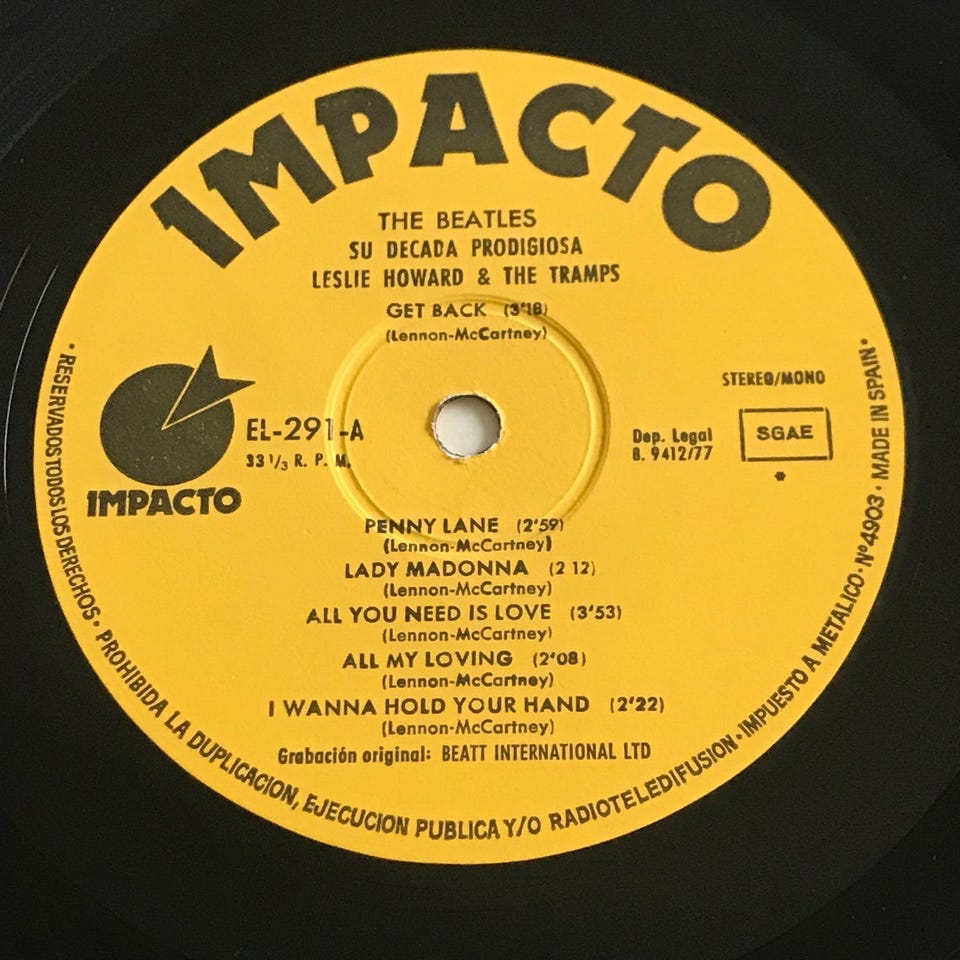 IMPACTO
THE BEATLES
SU DECADA PRODIGIOSA
LESLIE HOWARD & THE TRAMPS
GET BACK (3'18)
(Lennon-McCartney)
EL-291-A
33 1/3 R. P. M.
IMPACTO
STEREO/MONO
Dep. Legal
B. 9412/77
SGAE
*
PENNY LANE (2'59)
(Lennon-McCartney)
LADY MADONNA (2 12)
(Lennon-McCartney)
ALL YOU NEED IS LOVE (3'53)
(Lennon-McCartney)
ALL MY LOVING (2'08)
(Lennon-McCartney)
I WANNA HOLD YOUR HAND (2'22)
(Lennon-McCartney)
Grabación original: BEATT INTERNATIONAL LTD
• RESERVADOS TODOS LOS DERECHOS • PROHIBIDA LA DUPLICACION, EJECUCION PUBLICA Y/O RADIOTELEDIFUSION • IMPUESTO A METALICO • Nº 4903 • MADE IN SPAIN •